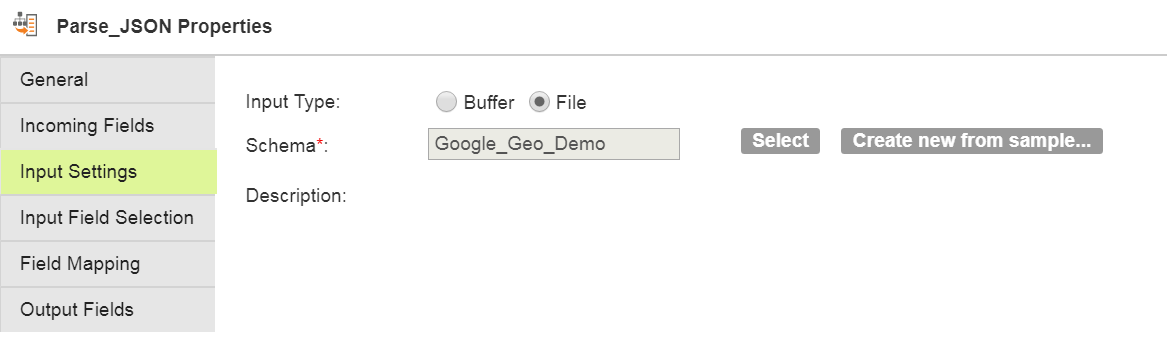 Parse_JSON Properties
General
Incoming Fields
Input Settings
Input Field Selection
Field Mapping
Output Fields
Input Type: Buffer File
Schema*: Google_Geo_Demo Select Create new from sample...
Description: